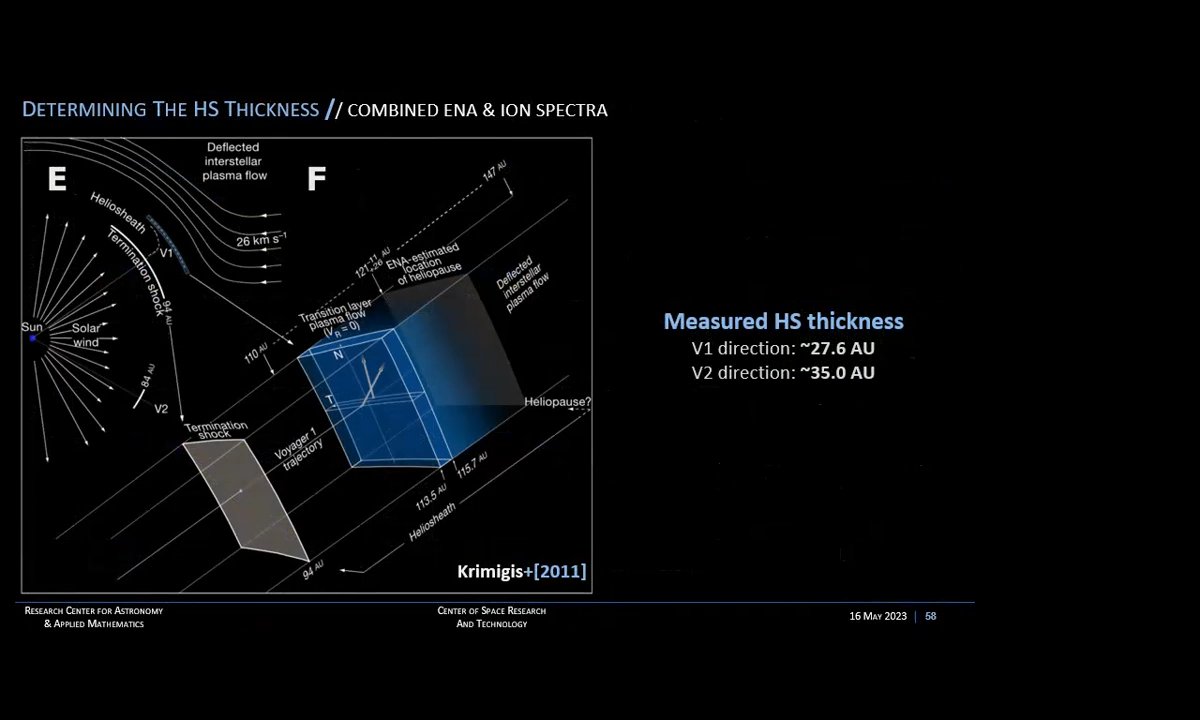 DETERMINING THE HS THICKNESS // COMBINED ENA & ION SPECTRA
E
Deflected
interstellar
plasma flow
Heliosheath
Termination shock
V1
26 km s⁻¹
94 AU
Sun
Solar
wind
84 AU
V2
F
147 AU
ENA-estimated
location
of heliopause
Deflected
interstellar
plasma flow
Transition layer
plasma flow
(V_R = 0)
110 AU
N
T
Heliopause?
Termination
shock
Voyager 1
trajectory
113.5 AU
115.7 AU
Heliosheath
94 AU
Krimigis+[2011]
Measured HS thickness
V1 direction: ~27.6 AU
V2 direction: ~35.0 AU
RESEARCH CENTER FOR ASTRONOMY
& APPLIED MATHEMATICS
CENTER OF SPACE RESEARCH
AND TECHNOLOGY
16 MAY 2023 | 58